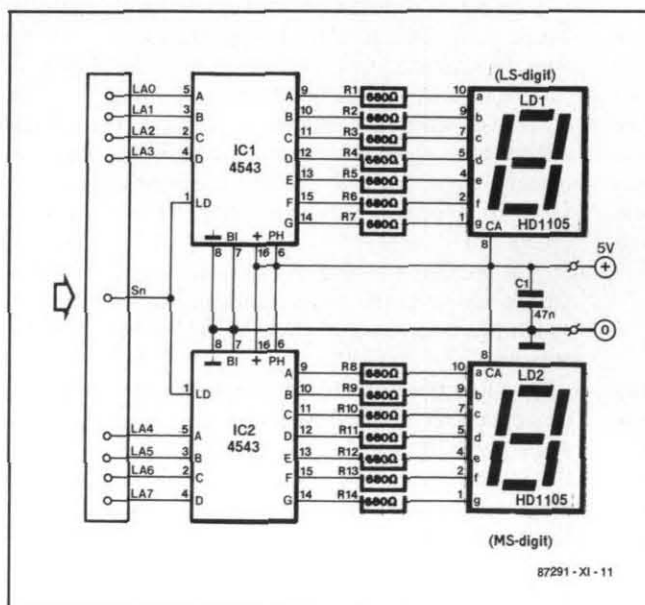 (LS-digit)
LA0 5 A A 9 R1 680Ω 10 a LD1
LA1 3 B B 10 R2 680Ω 9 b
LA2 2 C IC1 C 11 R3 680Ω 7 c
LA3 4 D 4543 D 12 R4 680Ω 5 d
E 13 R5 680Ω 4 e
1 LD F 15 R6 680Ω 2 f
G 14 R7 680Ω 1 g HD1105
⊥ BI + PH CA
8 7 16 6 8
5V
+
Sn C1
47n
0
8 7 16 6 8
⊥ BI + PH
A 9 R8 680Ω 10 a CA LD2
1 LD B 10 R9 680Ω 9 b
IC2 C 11 R10 680Ω 7 c
LA4 5 A 4543 D 12 R11 680Ω 5 d
LA5 3 B E 13 R12 680Ω 4 e
LA6 2 C F 15 R13 680Ω 2 f
LA7 4 D G 14 R14 680Ω 1 g HD1105
(MS-digit)
87291 - XI - 11